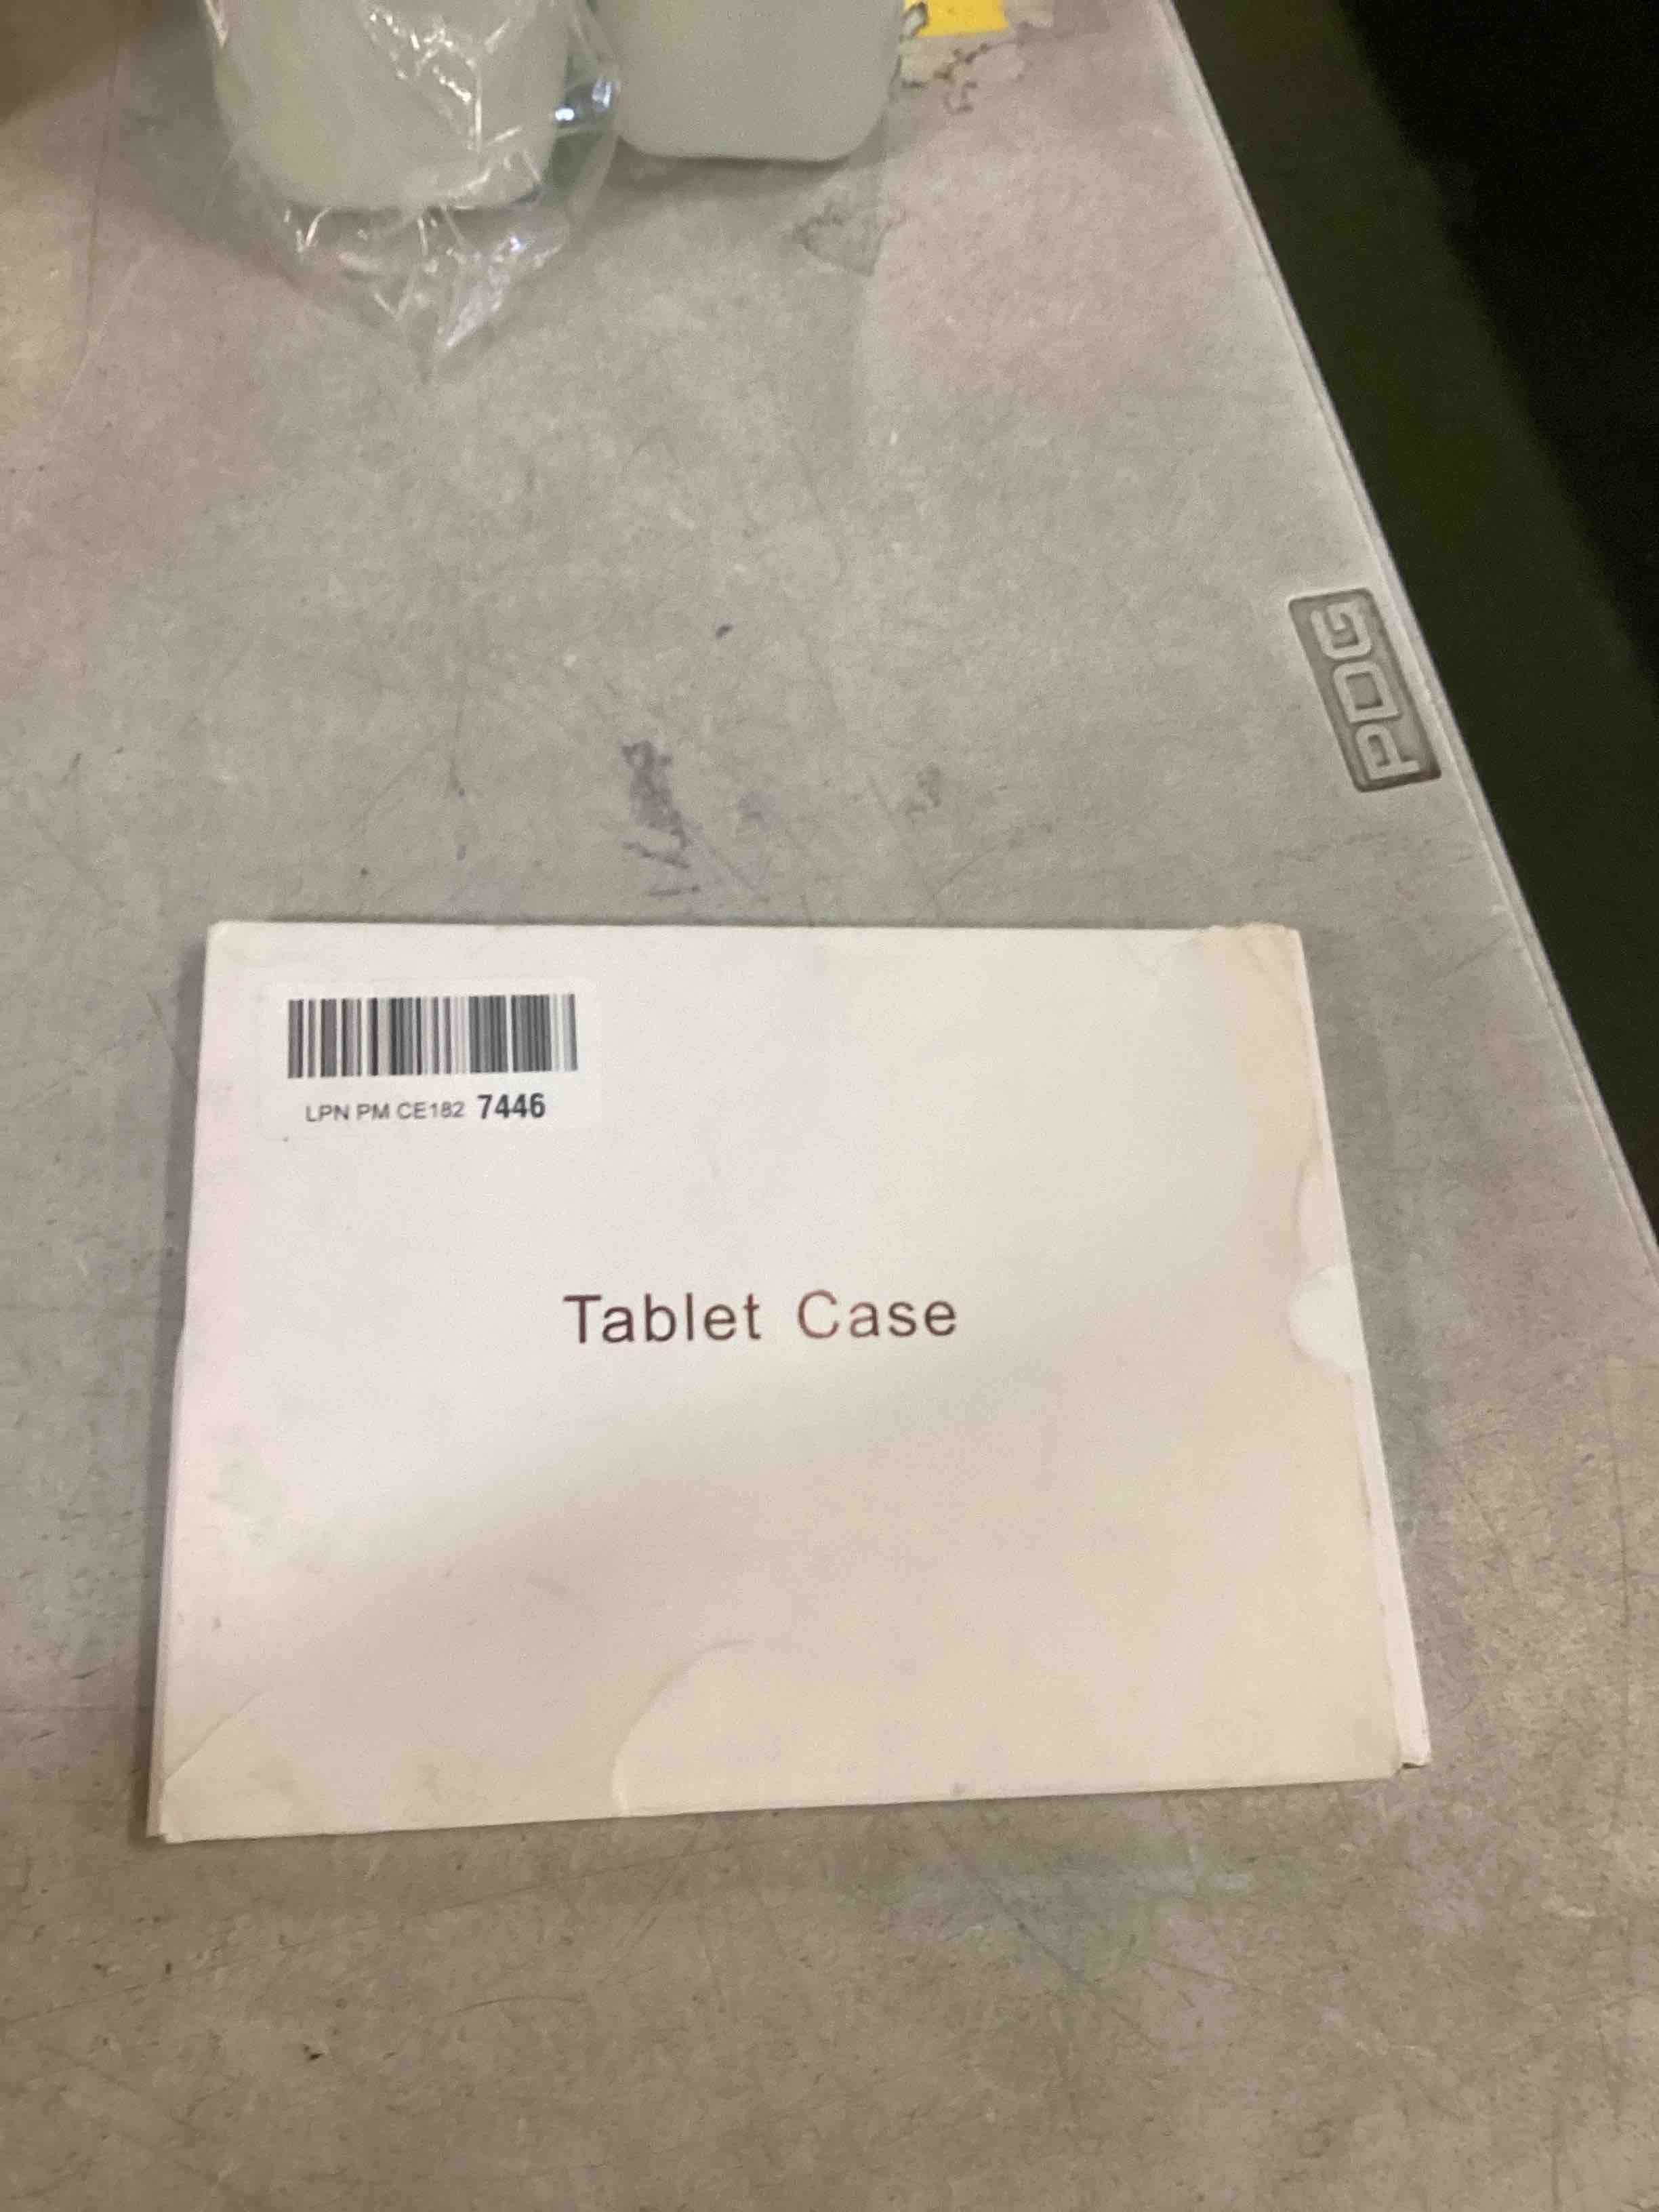 PDG
LPN PM CE182 7446
Tablet Case